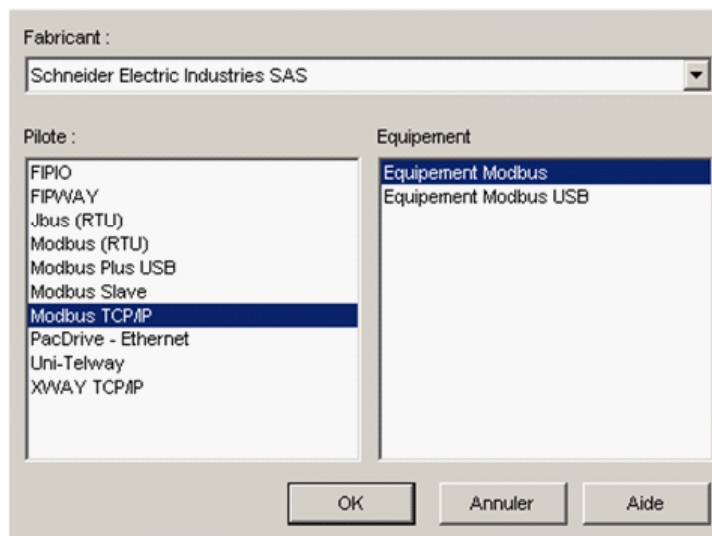 Fabricant :
Schneider Electric Industries SAS
Pilote :
Equipement
FIPIO
FIPWAY
Jbus (RTU)
Modbus (RTU)
Modbus Plus USB
Modbus Slave
Modbus TCP/IP
PacDrive - Ethernet
Uni-Telway
XWAY TCP/IP
Equipement Modbus
Equipement Modbus USB
OK
Annuler
Aide